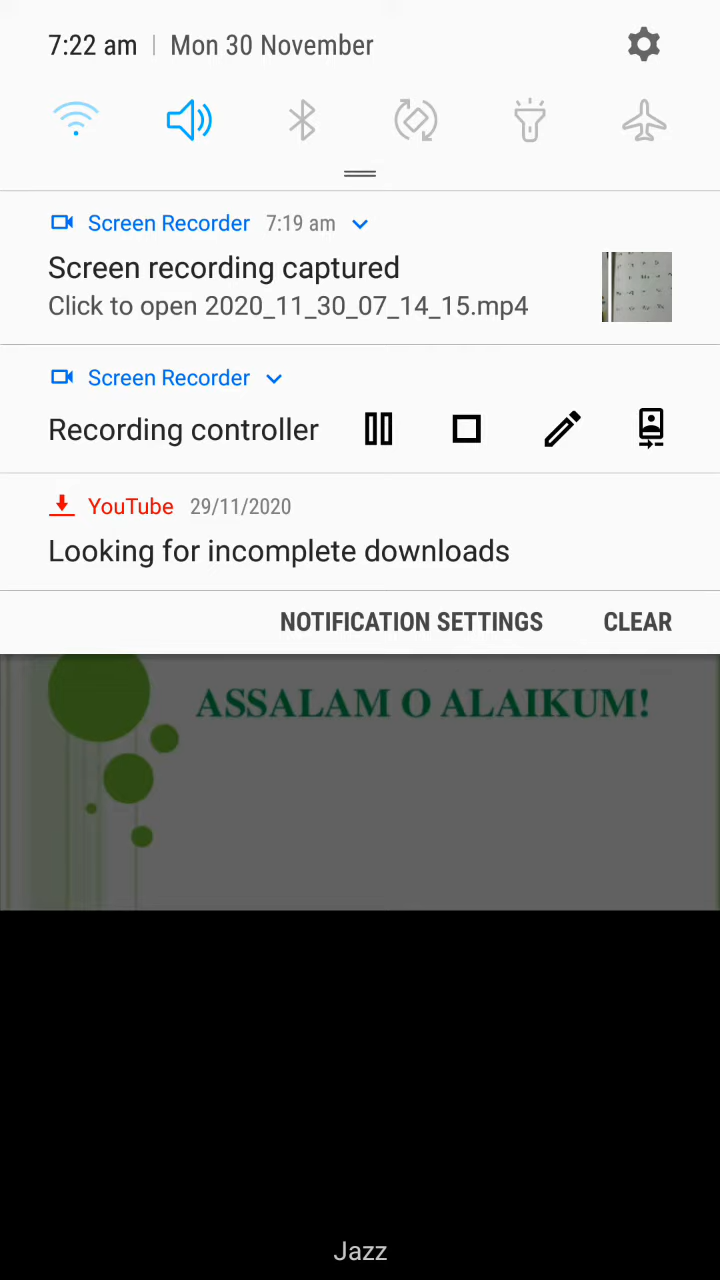 7:22 am | Mon 30 November
Screen Recorder 7:19 am
Screen recording captured
Click to open 2020_11_30_07_14_15.mp4
Screen Recorder
Recording controller
YouTube 29/11/2020
Looking for incomplete downloads
NOTIFICATION SETTINGS CLEAR
ASSALAM O ALAIKUM!
Jazz